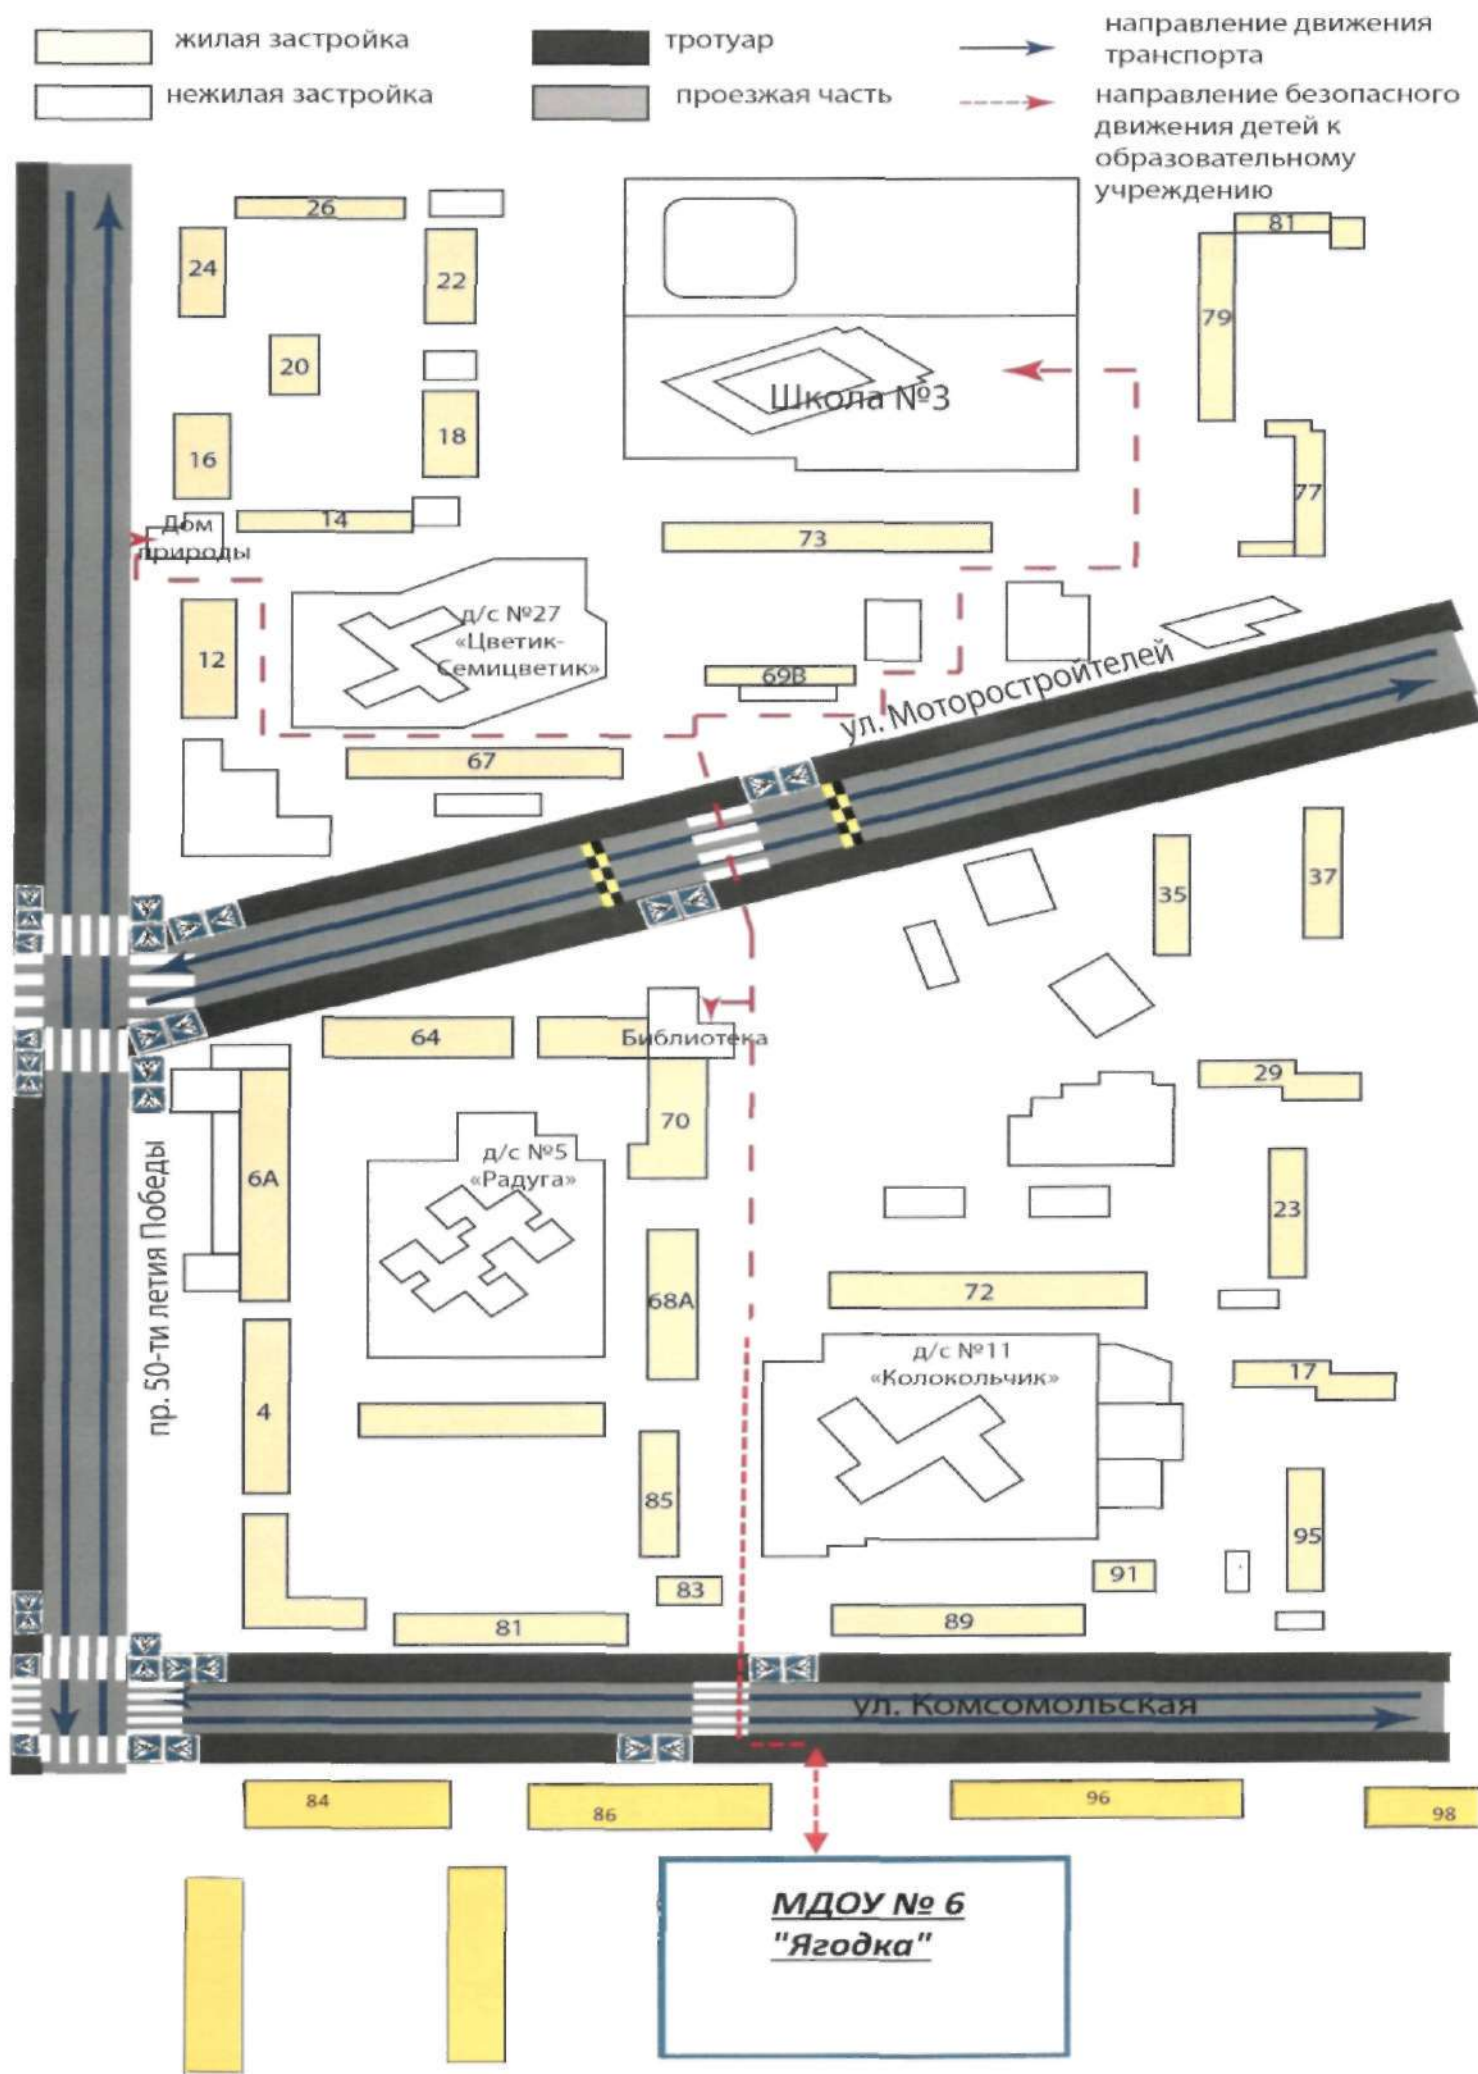 жилая застройка
нежилая застройка
тротуар
проезжая часть
направление движения
транспорта
направление безопасного
движения детей к
образовательному
учреждению
26
24
22
20
18
16
14
Дом
природы
12
Школа №3
81
79
77
73
д/с №27
«Цветик-
Семицветик»
69В
67
ул. Моторостройтелей
35
37
64
Библиотека
70
6А
д/с №5
«Радуга»
68А
пр. 50-ти летия Победы
4
29
23
72
д/с №11
«Колокольчик»
17
85
95
83
91
81
89
ул. Комсомольская
84
86
96
98
МДОУ № 6
"Ягодка"